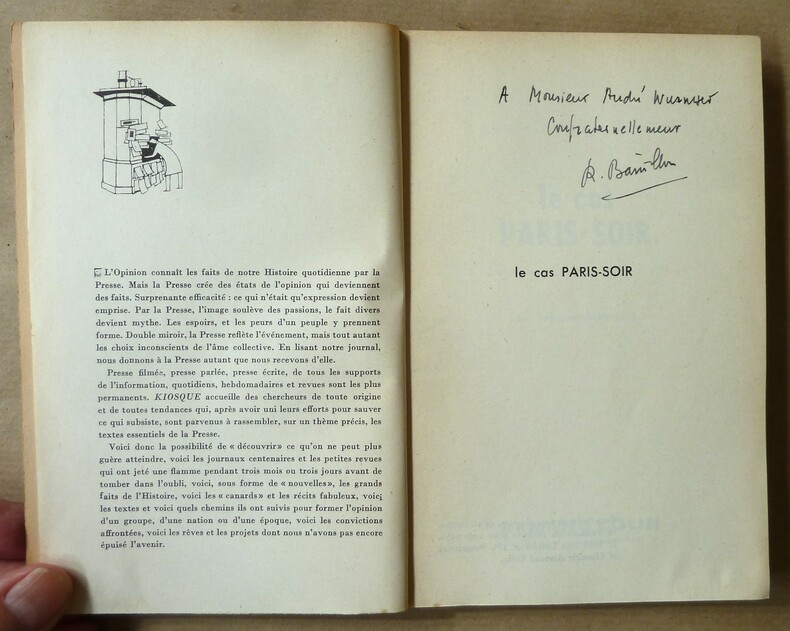 L'Opinion connaît les faits de notre Histoire quotidienne par la
Presse. Mais la Presse crée des états de l'opinion qui deviennent
des faits. Surprenante efficacité : ce qui n'était qu'expression devient
emprise. Par la Presse, l'image soulève des passions, le fait divers
devient mythe. Les espoirs, et les peurs d'un peuple y prennent
forme. Double miroir, la Presse reflète l'événement, mais tout autant
les choix inconscients de l'âme collective. En lisant notre journal,
nous donnons à la Presse autant que nous recevons d'elle.
Presse filmée, presse parlée, presse écrite, de tous les supports
de l'information, quotidiens, hebdomadaires et revues sont les plus
permanents. KIOSQUE accueille des chercheurs de toute origine
et de toutes tendances qui, après avoir uni leurs efforts pour sauver
ce qui subsiste, sont parvenus à rassembler, sur un thème précis, les
textes essentiels de la Presse.
Voici donc la possibilité de « découvrir » ce qu'on ne peut plus
guère atteindre, voici les journaux centenaires et les petites revues
qui ont jeté une flamme pendant trois mois ou trois jours avant de
tomber dans l'oubli, voici, sous forme de « nouvelles », les grands
faits de l'Histoire, voici les « canards » et les récits fabuleux, voici
les textes et voici quels chemins ils ont suivis pour former l'opinion
d'un groupe, d'une nation ou d'une époque, voici les convictions
affrontées, voici les rêves et les projets dont nous n'avons pas encore
épuisé l'avenir.
A Monsieur André Wurmser
Confraternellement
R. Barillon
le cas PARIS-SOIR